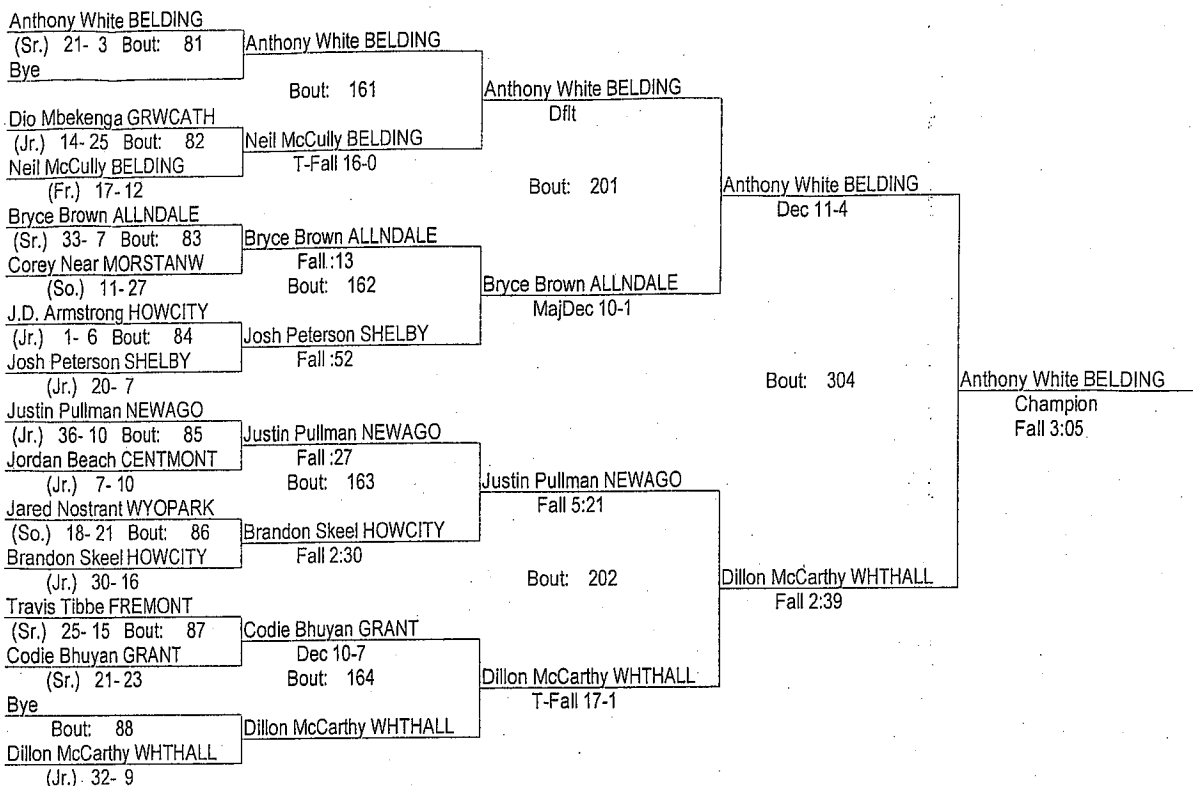 Anthony White BELDING
(Sr.) 21- 3 Bout: 81
Bye
Dio Mbekenga GRWCATH
(Jr.) 14- 25 Bout: 82
Neil McCully BELDING
(Fr.) 17- 12
Bryce Brown ALLNDALE
(Sr.) 33- 7 Bout: 83
Corey Near MORSTANW
(So.) 11- 27
J.D. Armstrong HOWCITY
(Jr.) 1- 6 Bout: 84
Josh Peterson SHELBY
(Jr.) 20- 7
Justin Pullman NEWAGO
(Jr.) 36- 10 Bout: 85
Jordan Beach CENTMONT
(Jr.) 7- 10
Jared Nostrant WYOPARK
(So.) 18- 21 Bout: 86
Brandon Skeel HOWCITY
(Jr.) 30- 16
Travis Tibbe FREMONT
(Sr.) 25- 15 Bout: 87
Codie Bhuyan GRANT
(Sr.) 21- 23
Bye
Bout: 88
Dillon McCarthy WHTHALL
(Jr.) 32- 9
Anthony White BELDING
Bout: 161
Neil McCully BELDING
T-Fall 16-0
Bryce Brown ALLNDALE
Fall :13
Bout: 162
Josh Peterson SHELBY
Fall :52
Justin Pullman NEWAGO
Fall :27
Bout: 163
Brandon Skeel HOWCITY
Fall 2:30
Codie Bhuyan GRANT
Dec 10-7
Bout: 164
Dillon McCarthy WHTHALL
Anthony White BELDING
Dflt
Bout: 201
Bryce Brown ALLNDALE
MajDec 10-1
Justin Pullman NEWAGO
Fall 5:21
Bout: 202
Dillon McCarthy WHTHALL
T-Fall 17-1
Anthony White BELDING
Dec 11-4
Bout: 304
Dillon McCarthy WHTHALL
Fall 2:39
Anthony White BELDING
Champion
Fall 3:05